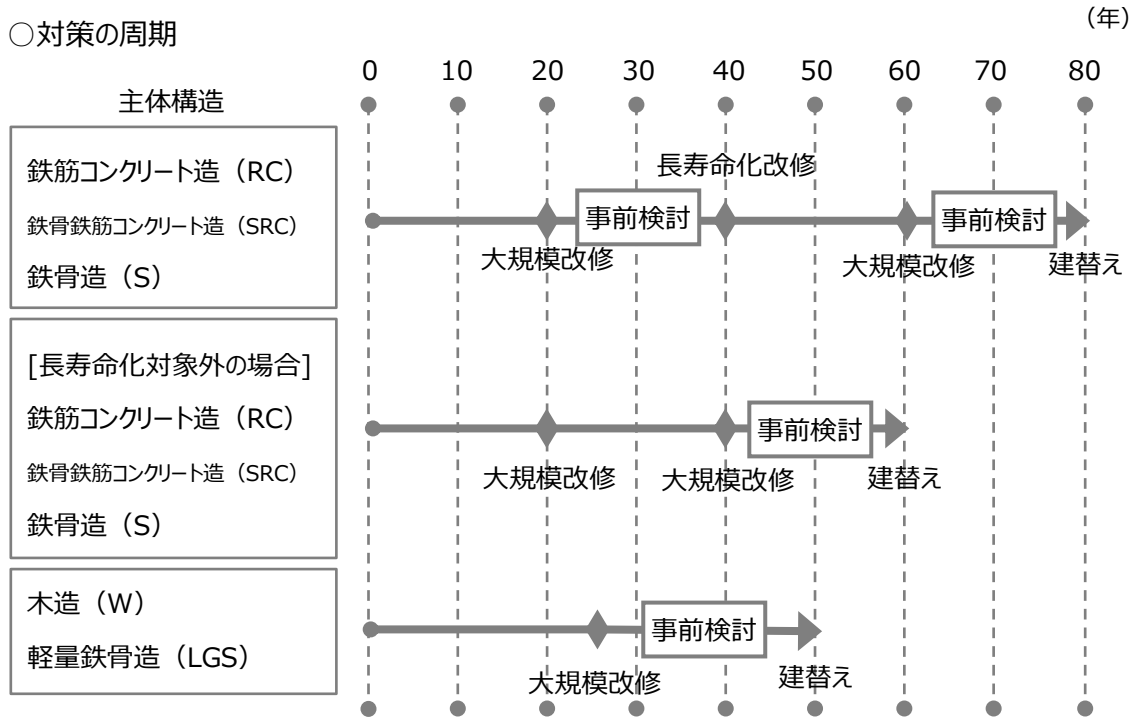 (年)
○対策の周期
0 10 20 30 40 50 60 70 80
主体構造
鉄筋コンクリート造（RC）
鉄骨鉄筋コンクリート造（SRC）
鉄骨造（S）
長寿命化改修
事前検討
事前検討
大規模改修
大規模改修
建替え
[長寿命化対象外の場合]
鉄筋コンクリート造（RC）
鉄骨鉄筋コンクリート造（SRC）
鉄骨造（S）
事前検討
大規模改修
大規模改修
建替え
木造（W）
軽量鉄骨造（LGS）
事前検討
大規模改修
建替え